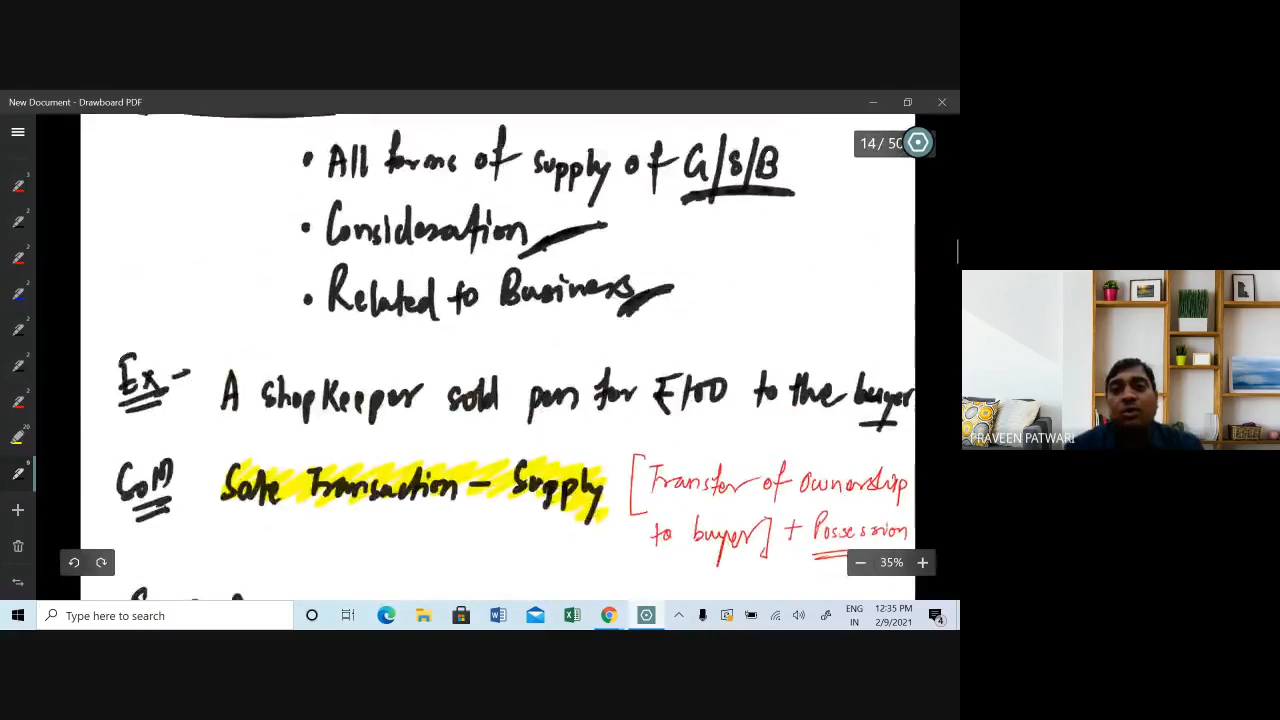 New Document - Drawboard PDF
14 / 50
• All forms of supply of G/S/B
• Consideration
• Related to Business
Ex - A shopkeeper sold pen for ₹100 to the buyer
Sale Transaction - Supply [Transfer of ownership
to buyer] + Possession
35%
PRAVEEN PATWARI
Type here to search
ENG
IN
12:35 PM
2/9/2021
4